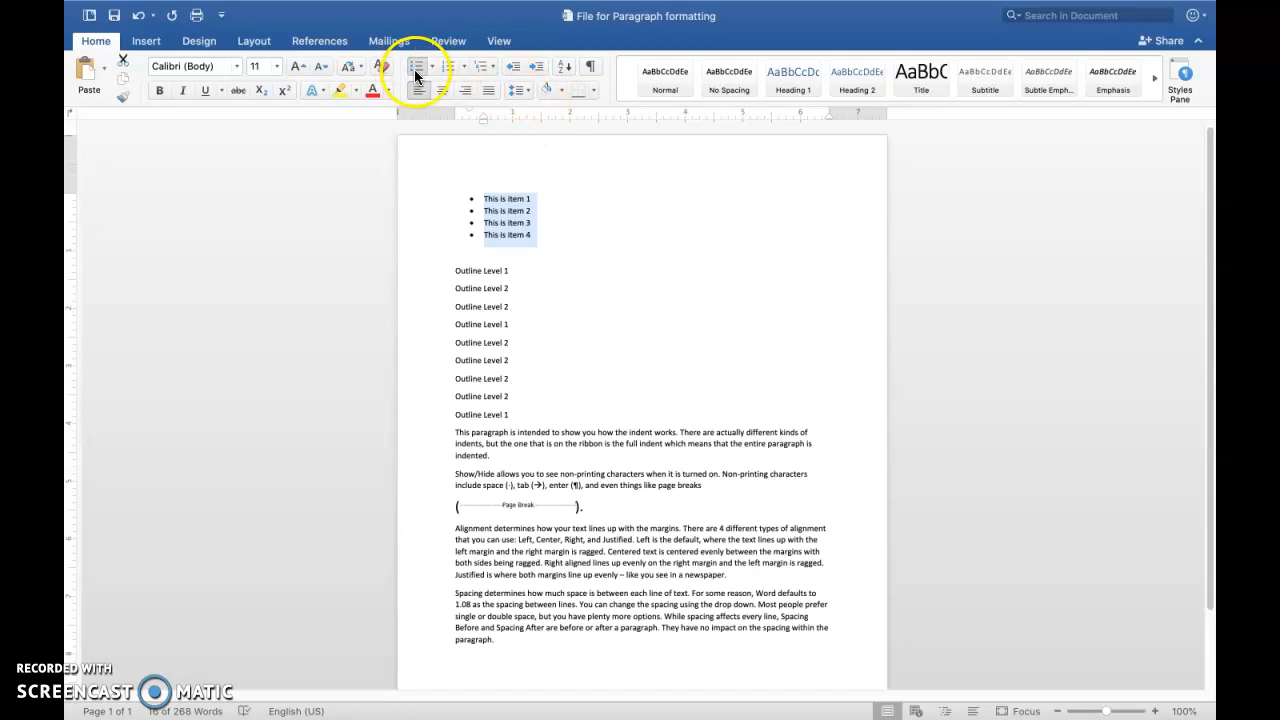 File for Paragraph formatting
Search in Document
Home Insert Design Layout References Mailings Review View
Share
Paste
Calibri (Body) 11
B I U abc X₂ X²
AaBbCcDdEe AaBbCcDdEe AaBbCcDc AaBbCcDdEe AaBbC AaBbCcDdEe AaBbCcDdEe AaBbCcDdEe
Normal No Spacing Heading 1 Heading 2 Title Subtitle Subtle Emph... Emphasis
Styles
Pane
1 2 3 4 5 6 7
• This is item 1
• This is item 2
• This is item 3
• This is item 4
Outline Level 1
Outline Level 2
Outline Level 2
Outline Level 1
Outline Level 2
Outline Level 2
Outline Level 2
Outline Level 2
Outline Level 1
This paragraph is intended to show you how the indent works. There are actually different kinds of
indents, but the one that is on the ribbon is the full indent which means that the entire paragraph is
indented.
Show/Hide allows you to see non-printing characters when it is turned on. Non-printing characters
include space (·), tab (→), enter (¶), and even things like page breaks
( Page Break ).
Alignment determines how your text lines up with the margins. There are 4 different types of alignment
that you can use: Left, Center, Right, and Justified. Left is the default, where the text lines up with the
left margin and the right margin is ragged. Centered text is centered evenly between the margins with
both sides being ragged. Right aligned lines up evenly on the right margin and the left margin is ragged.
Justified is where both margins line up evenly – like you see in a newspaper.
Spacing determines how much space is between each line of text. For some reason, Word defaults to
1.08 as the spacing between lines. You can change the spacing using the drop down. Most people prefer
single or double space, but you have plenty more options. While spacing affects every line, Spacing
Before and Spacing After are before or after a paragraph. They have no impact on the spacing within the
paragraph.
RECORDED WITH
SCREENCAST MATIC
Page 1 of 1 16 of 268 Words English (US) Focus 100%